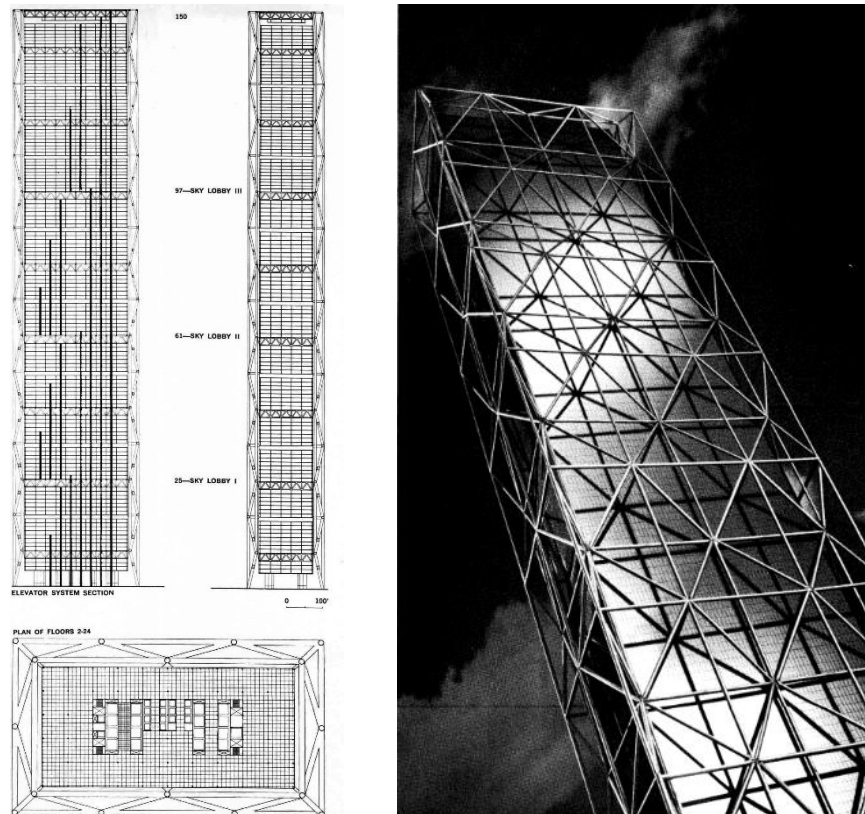 150
97—SKY LOBBY III
61—SKY LOBBY II
25—SKY LOBBY I
ELEVATOR SYSTEM SECTION
0 100'
PLAN OF FLOORS 2-24